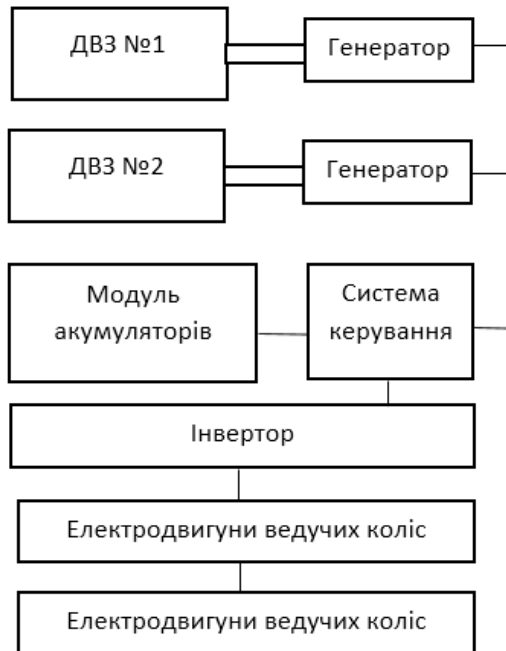 ДВЗ №1
Генератор
ДВЗ №2
Генератор
Модуль
акумуляторів
Система
керування
Інвертор
Електродвигуни ведучих коліс
Електродвигуни ведучих коліс